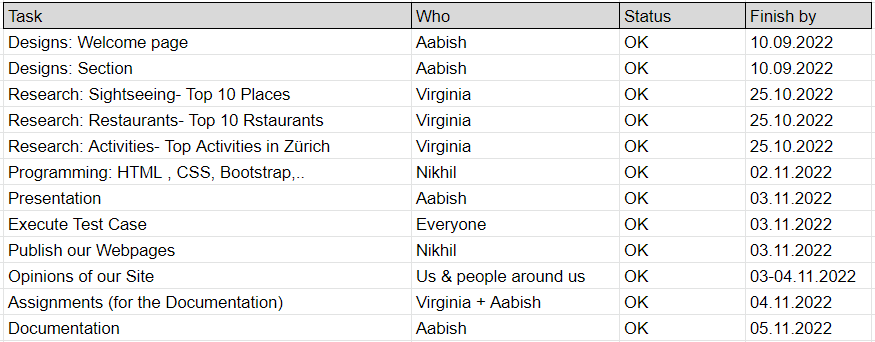 Task Who Status Finish by
Designs: Welcome page Aabish OK 10.09.2022
Designs: Section Aabish OK 10.09.2022
Research: Sightseeing- Top 10 Places Virginia OK 25.10.2022
Research: Restaurants- Top 10 Rstaurants Virginia OK 25.10.2022
Research: Activities- Top Activities in Zürich Virginia OK 25.10.2022
Programming: HTML , CSS, Bootstrap,.. Nikhil OK 02.11.2022
Presentation Aabish OK 03.11.2022
Execute Test Case Everyone OK 03.11.2022
Publish our Webpages Nikhil OK 03.11.2022
Opinions of our Site Us & people around us OK 03-04.11.2022
Assignments (for the Documentation) Virginia + Aabish OK 04.11.2022
Documentation Aabish OK 05.11.2022